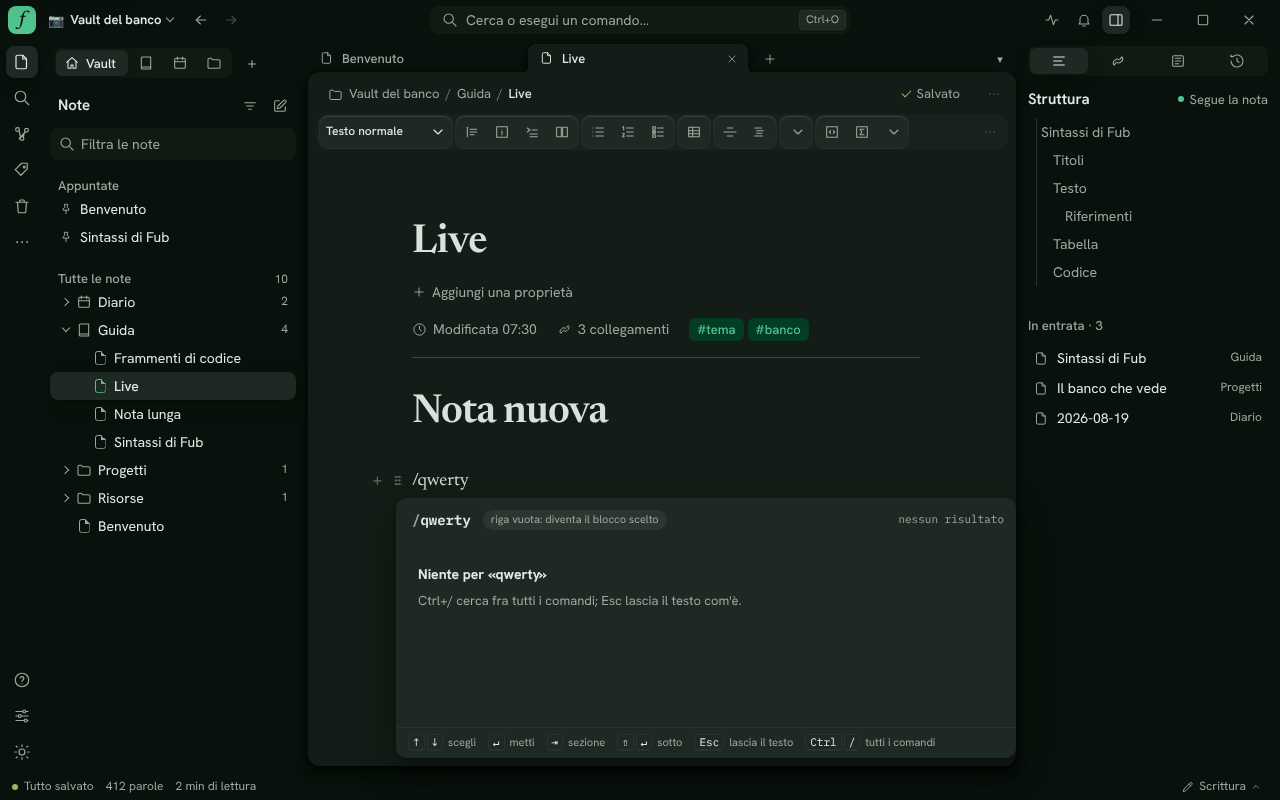 Vault del banco
Cerca o esegui un comando...
Ctrl+O
Vault
Note
Filtra le note
Appuntate
Benvenuto
Sintassi di Fub
Tutte le note 10
Diario 2
Guida 4
Frammenti di codice
Live
Nota lunga
Sintassi di Fub
Progetti 1
Risorse 1
Benvenuto
Benvenuto
Live
Vault del banco / Guida / Live
Salvato
Testo normale
Live
Aggiungi una proprietà
Modificata 07:30
3 collegamenti
#tema
#banco
Nota nuova
/qwerty
/qwerty
riga vuota: diventa il blocco scelto
nessun risultato
Niente per «qwerty»
Ctrl+/ cerca fra tutti i comandi; Esc lascia il testo com'è.
↑ ↓ scegli ↵ metti ⇥ sezione ⇧ ↵ sotto Esc lascia il testo Ctrl / tutti i comandi
Struttura
Segue la nota
Sintassi di Fub
Titoli
Testo
Riferimenti
Tabella
Codice
In entrata · 3
Sintassi di Fub Guida
Il banco che vede Progetti
2026-08-19 Diario
Tutto salvato 412 parole 2 min di lettura
Scrittura